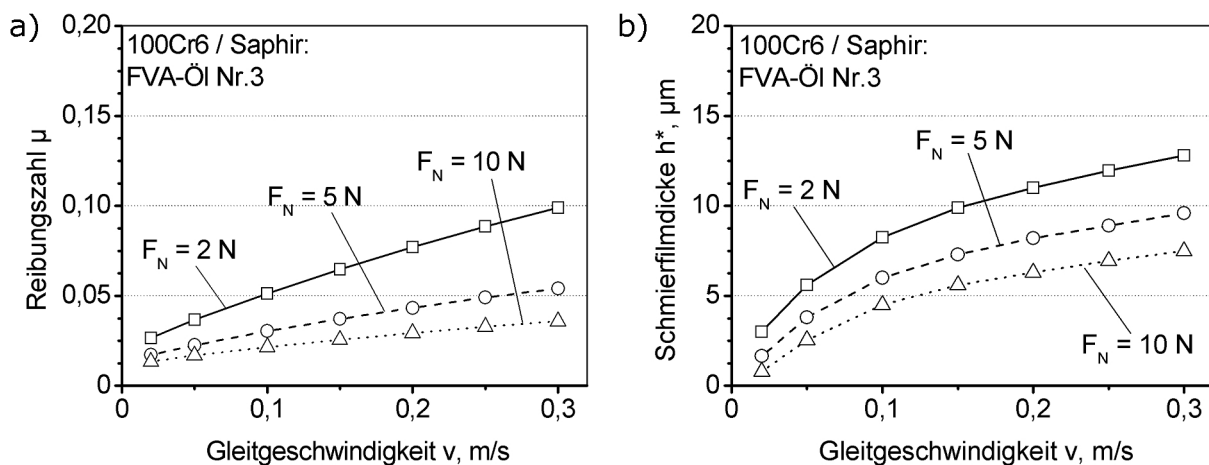 a)
0,20
0,15
0,10
0,05
0
Reibungszahl µ
100Cr6 / Saphir:
FVA-Öl Nr.3
F_N = 10 N
F_N = 5 N
F_N = 2 N
0
0,1
0,2
0,3
Gleitgeschwindigkeit v, m/s
b)
20
15
10
5
0
Schmierfilmdicke h*, µm
100Cr6 / Saphir:
FVA-Öl Nr.3
F_N = 5 N
F_N = 2 N
F_N = 10 N
0
0,1
0,2
0,3
Gleitgeschwindigkeit v, m/s